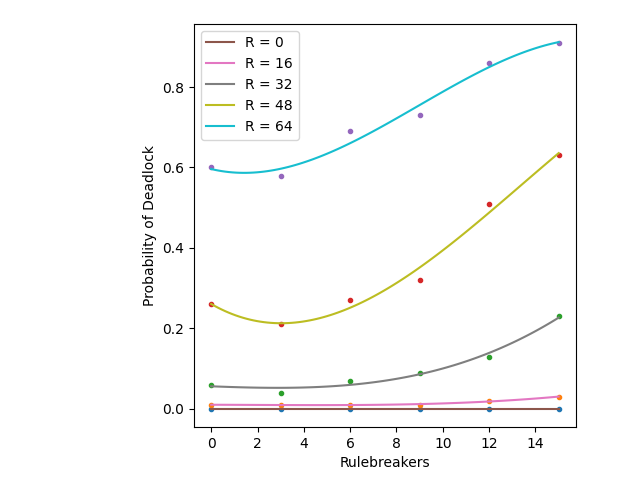 R = 0
R = 16
R = 32
R = 48
R = 64
Probability of Deadlock
0.8
0.6
0.4
0.2
0.0
0 2 4 6 8 10 12 14
Rulebreakers